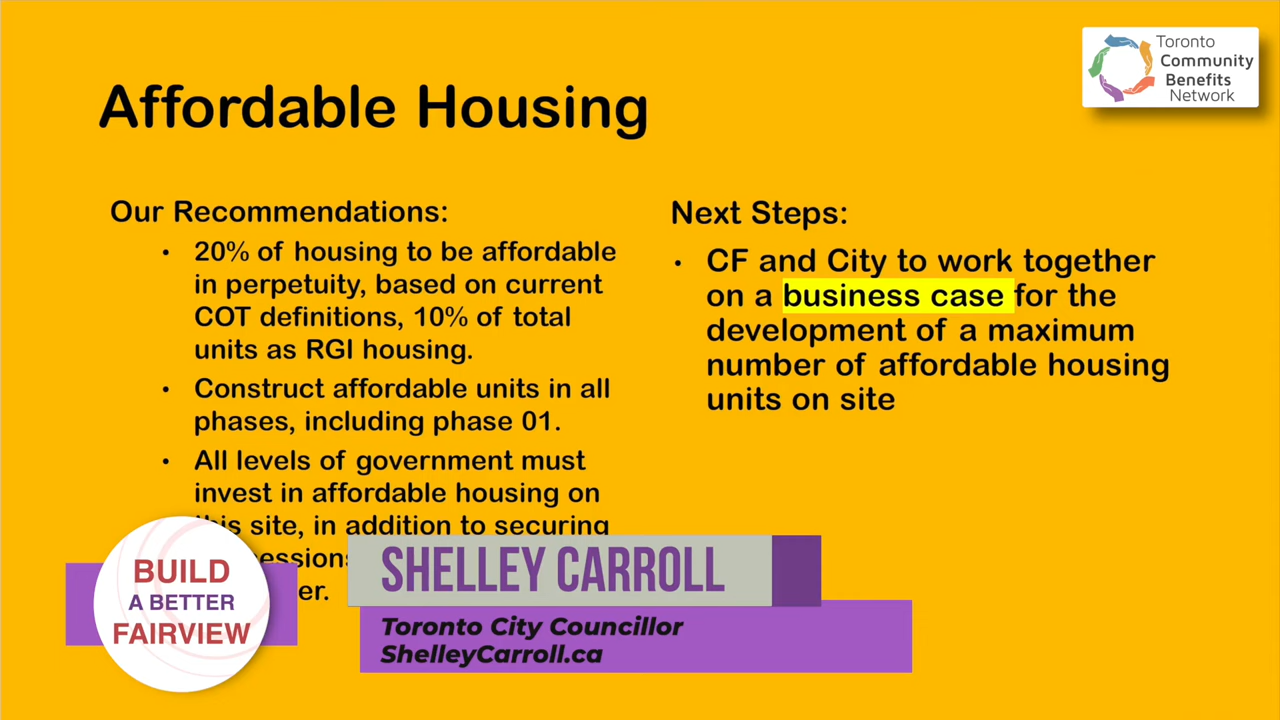 Toronto
Community
Benefits
Network
Affordable Housing
Our Recommendations:
• 20% of housing to be affordable
in perpetuity, based on current
COT definitions, 10% of total
units as RGI housing.
• Construct affordable units in all
phases, including phase 01.
• All levels of government must
invest in affordable housing on
this site, in addition to securing
Next Steps:
• CF and City to work together
on a business case for the
development of a maximum
number of affordable housing
units on site
BUILD
A BETTER
FAIRVIEW
SHELLEY CARROLL
Toronto City Councillor
ShelleyCarroll.ca